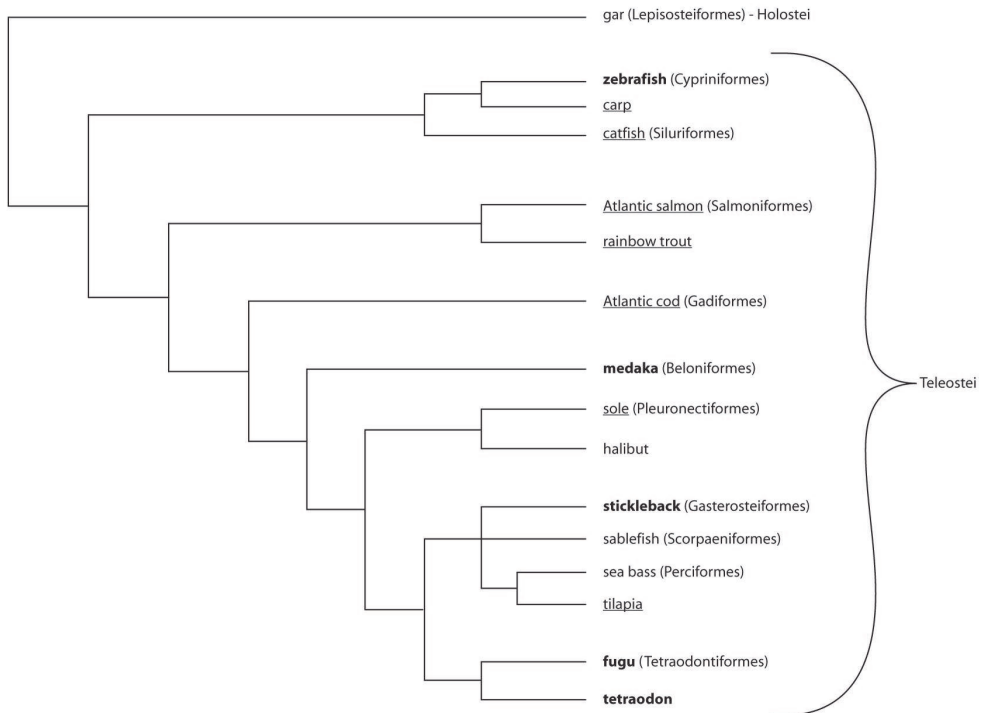 gar (Lepisosteiformes) - Holostei
zebrafish (Cypriniformes)
carp
catfish (Siluriformes)
Atlantic salmon (Salmoniformes)
rainbow trout
Atlantic cod (Gadiformes)
medaka (Beloniformes)
Teleostei
sole (Pleuronectiformes)
halibut
stickleback (Gasterosteiformes)
sablefish (Scorpaeniformes)
sea bass (Perciformes)
tilapia
fugu (Tetraodontiformes)
tetraodon